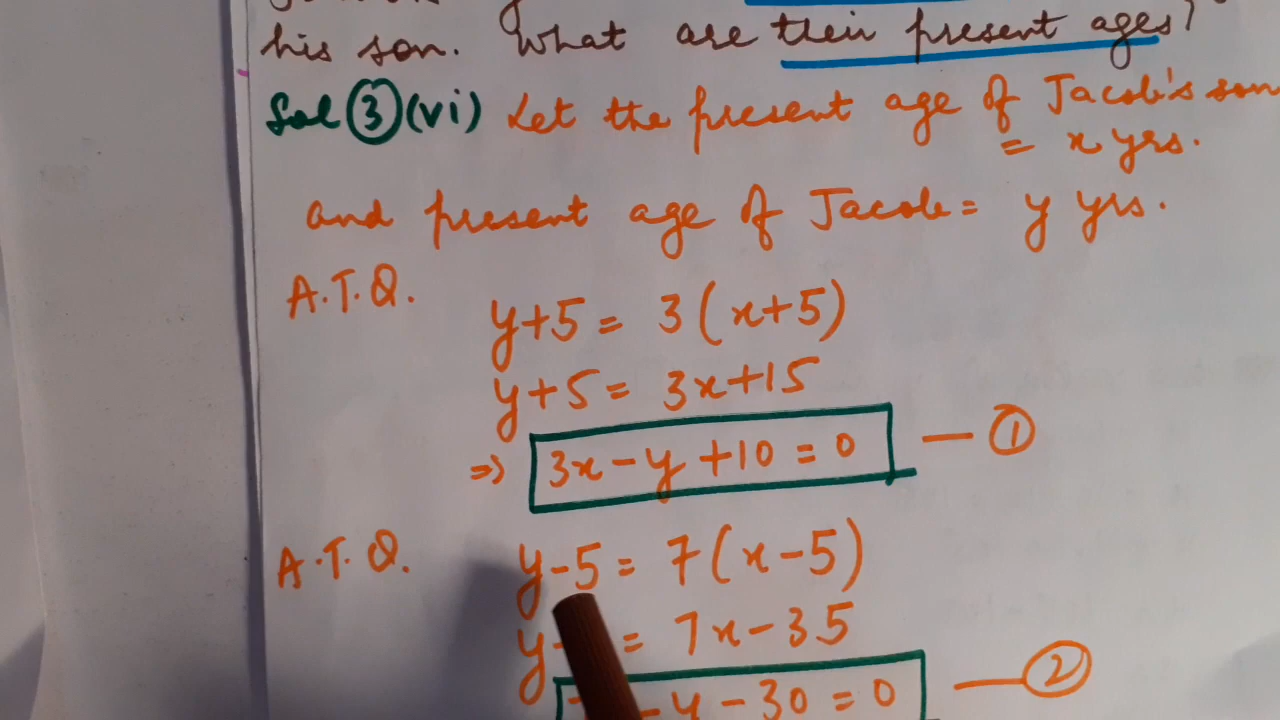 his son. What are their present ages?
Sol ③ (vi) Let the present age of Jacob's son
= x yrs.
and present age of Jacob = y yrs.
A.T.Q.
y+5 = 3(x+5)
y+5 = 3x+15
⇒ 3x-y+10=0 — ①
A.T.Q. y-5 = 7(x-5)
y- = 7x-35
-y-30=0 — ②